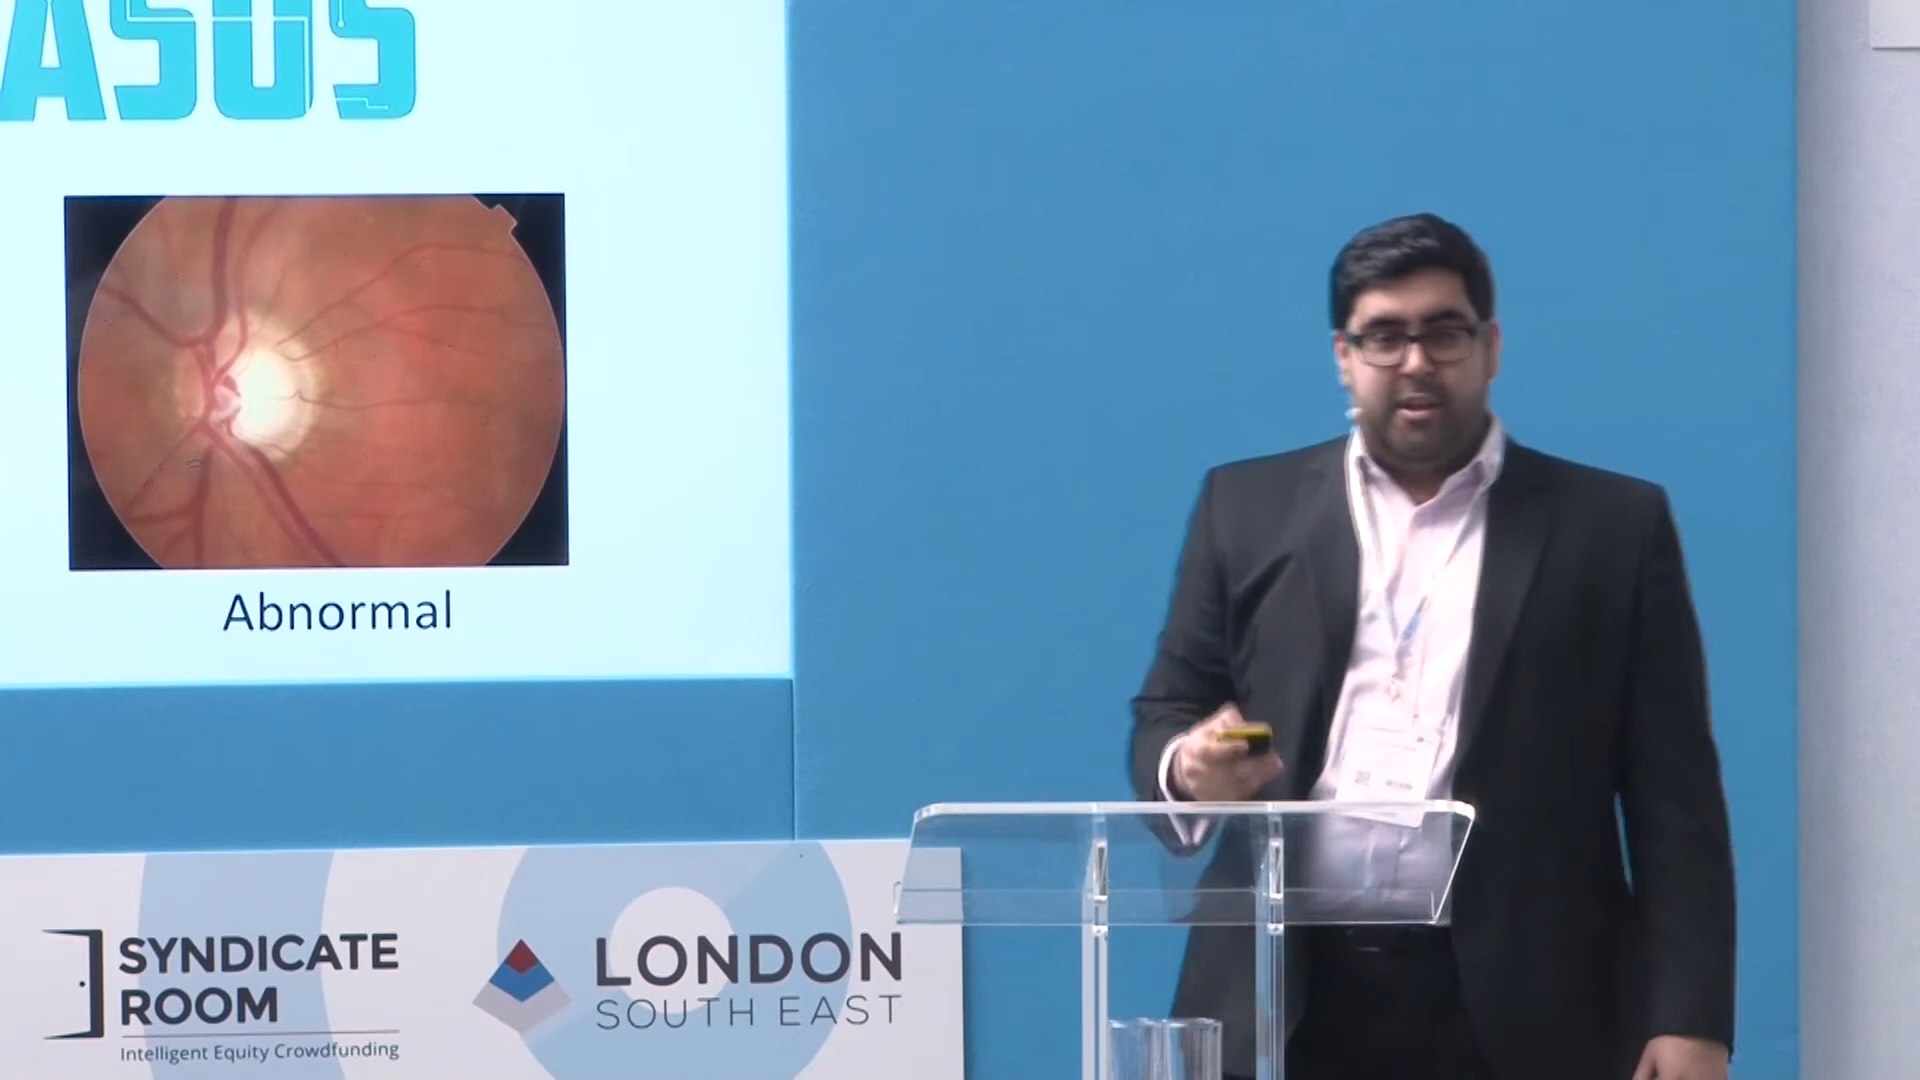 ASUS
Abnormal
SYNDICATE
ROOM
Intelligent Equity Crowdfunding
LONDON
SOUTH EAST